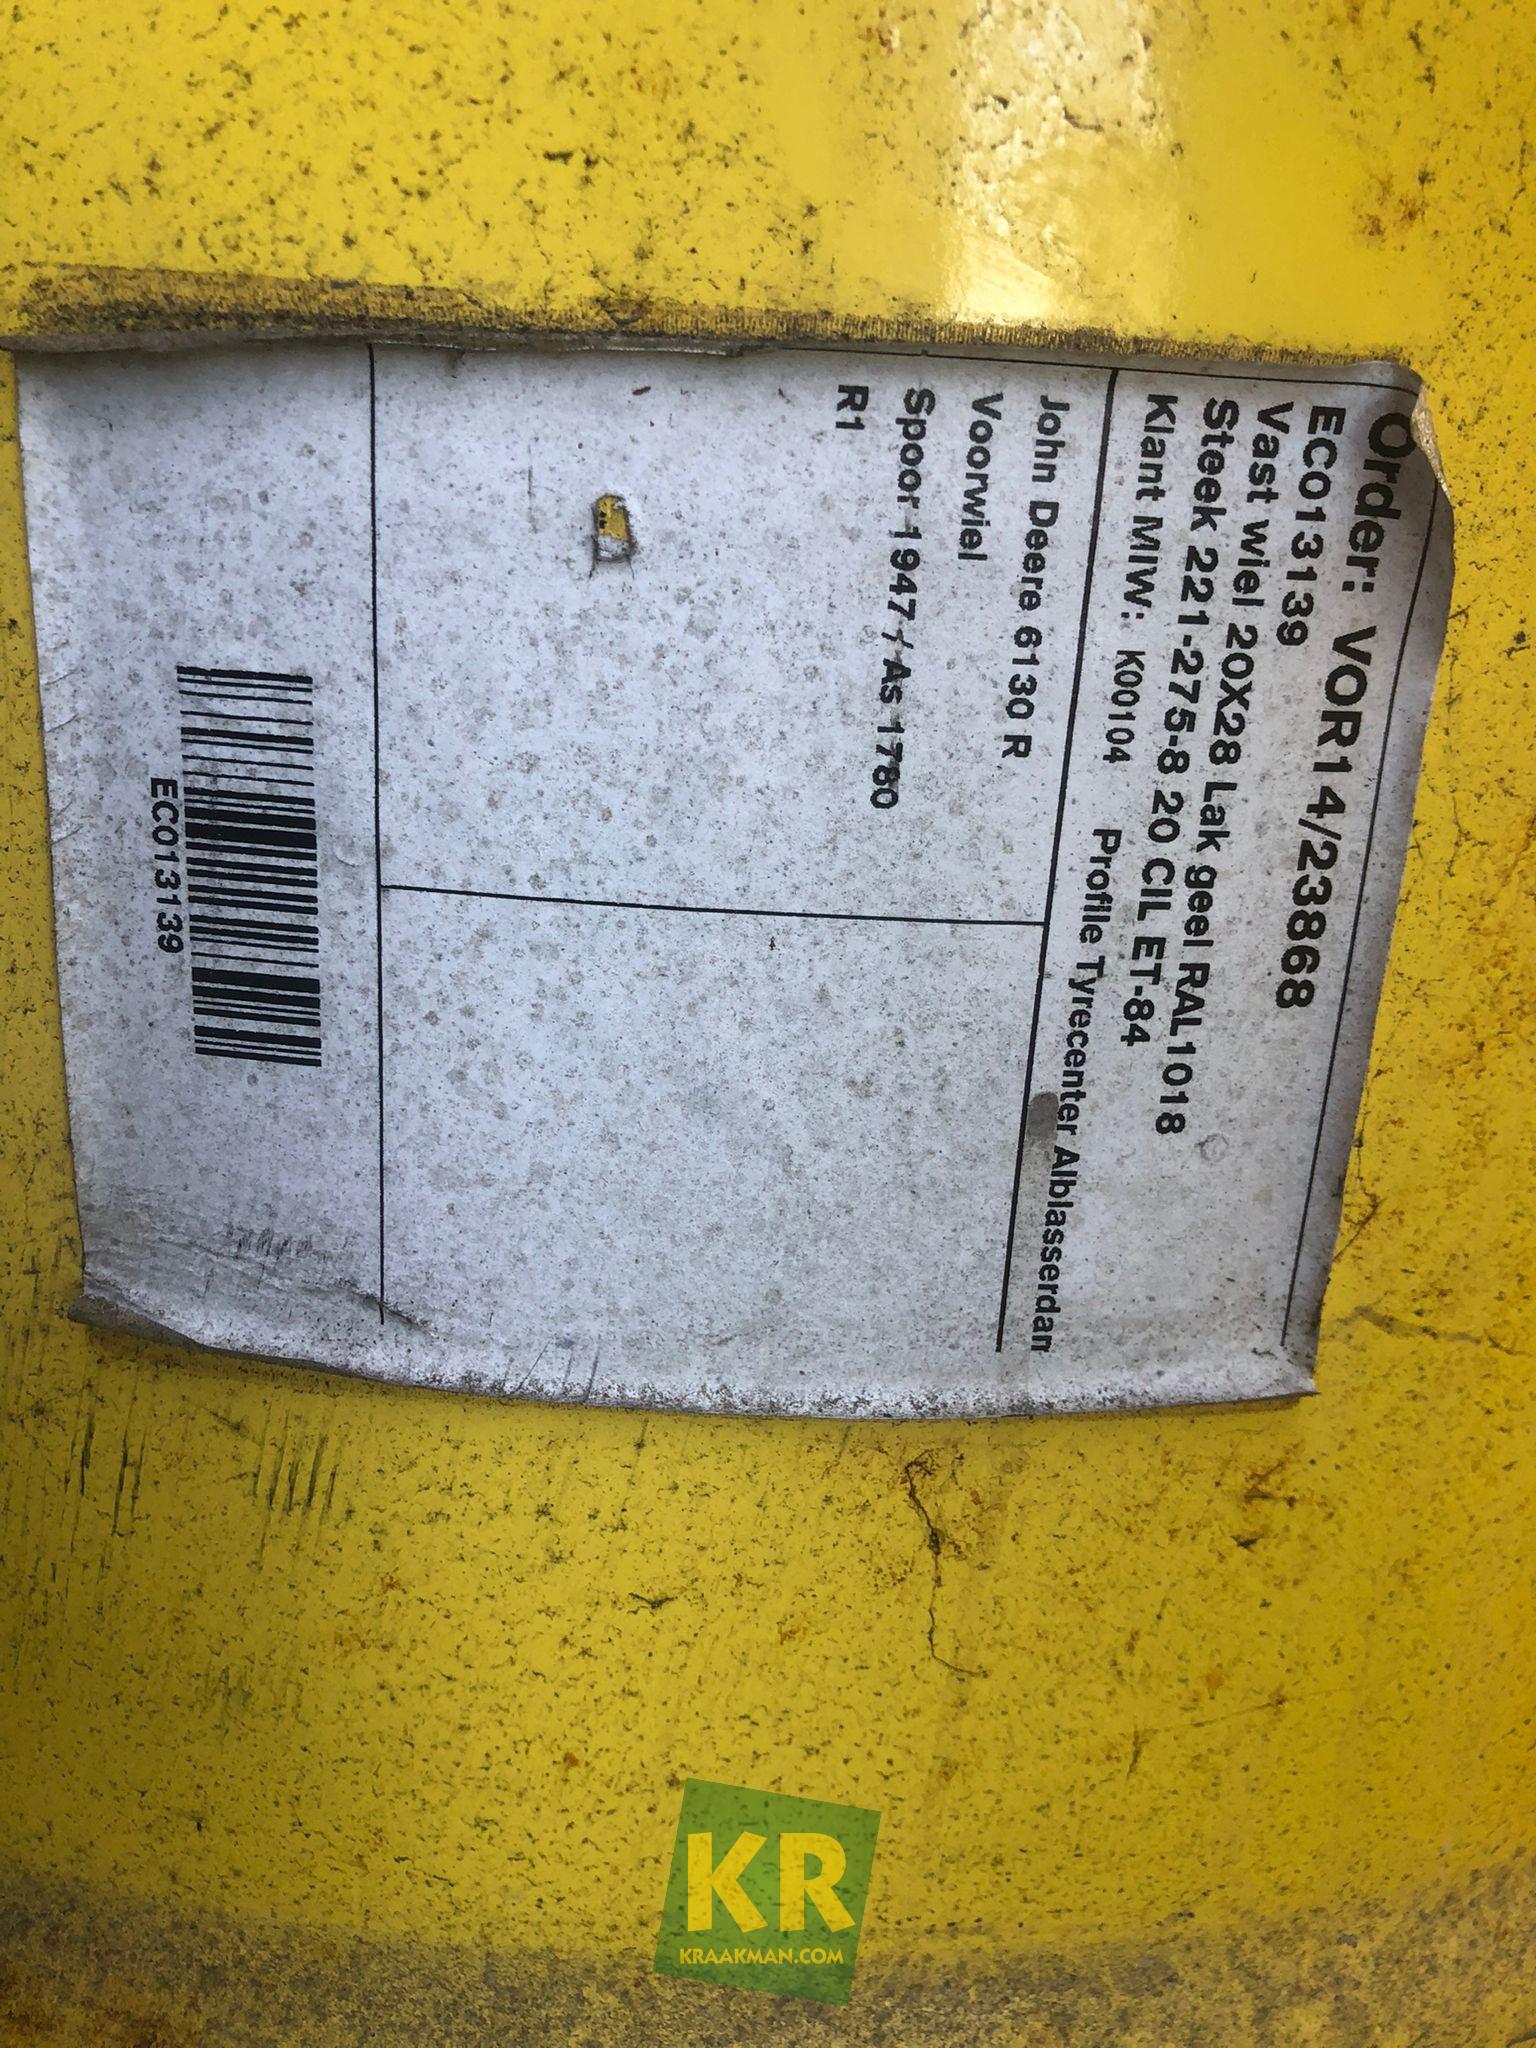 Order: VOR14/23868
EC013139
Vast wiel 20X28 Lak geel RAL1018
Steek 221-275-8 20 CIL ET-84
Klant MIW: K00104 Profile Tyrecenter Alblasserdam
John Deere 6130 R
Voorwiel
Spoor 1947 / As 1780
R1
EC013139
KR
KRAAKMAN.COM